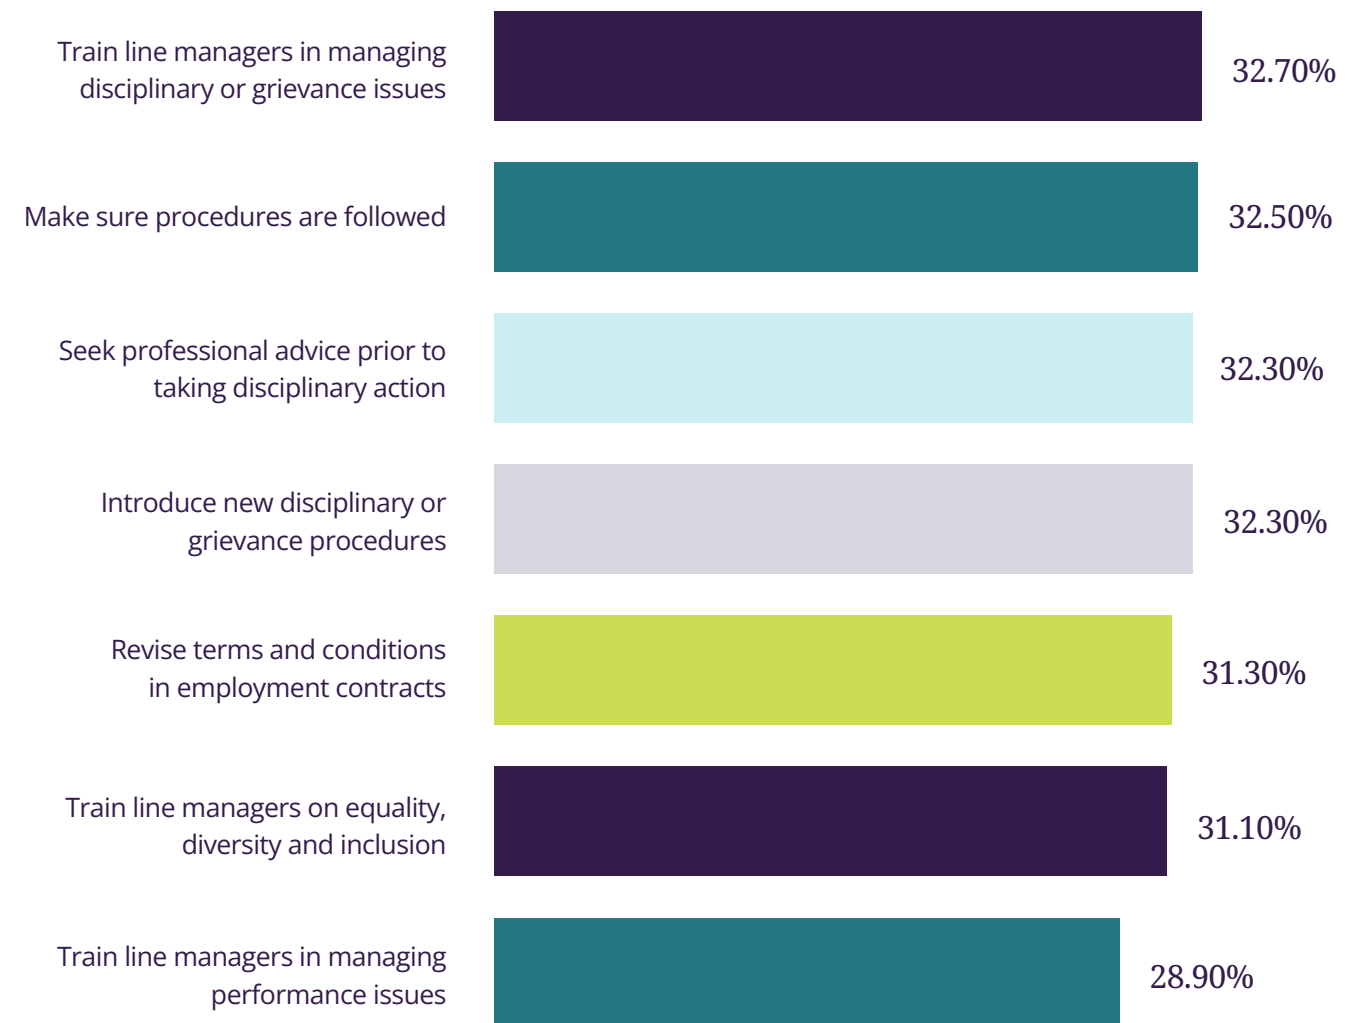 Train line managers in managing
disciplinary or grievance issues
32.70%
Make sure procedures are followed
32.50%
Seek professional advice prior to
taking disciplinary action
32.30%
Introduce new disciplinary or
grievance procedures
32.30%
Revise terms and conditions
in employment contracts
31.30%
Train line managers on equality,
diversity and inclusion
31.10%
Train line managers in managing
performance issues
28.90%